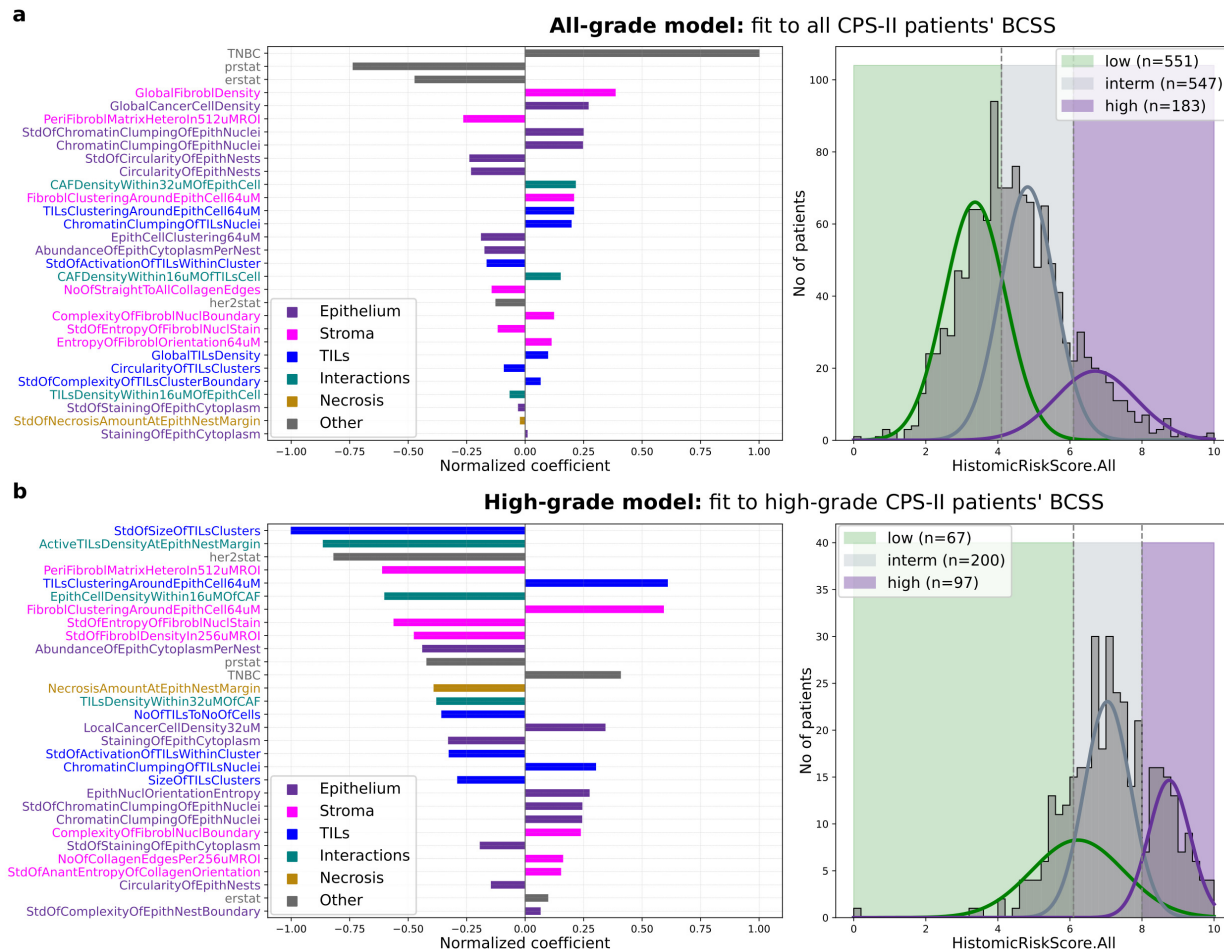 a
All-grade model: fit to all CPS-II patients' BCSS
TNBC
prstat
erstat
GlobalFibroblDensity
GlobalCancerCellDensity
PeriFibroblMatrixHeteroIn512uMROI
StdOfChromatinClumpingOfEpithNuclei
ChromatinClumpingOfEpithNuclei
StdOfCircularityOfEpithNests
CircularityOfEpithNests
CAFDensityWithin32uMOfEpithCell
FibroblClusteringAroundEpithCell64uM
TILsClusteringAroundEpithCell64uM
ChromatinClumpingOfTILsNuclei
EpithCellClustering64uM
AbundanceOfEpithCytoplasmPerNest
StdOfActivationOfTILsWithinCluster
CAFDensityWithin16uMOfTILsCell
NoOfStraightToAllCollagenEdges
her2stat
ComplexityOfFibroblNuclBoundary
StdOfEntropyOfFibroblNuclStain
EntropyOfFibroblOrientation64uM
GlobalTILsDensity
CircularityOfTILsClusters
StdOfComplexityOfTILsClusterBoundary
TILsDensityWithin16uMOfEpithCell
StdOfStainingOfEpithCytoplasm
StdOfNecrosisAmountAtEpithNestMargin
StainingOfEpithCytoplasm
Epithelium
Stroma
TILs
Interactions
Necrosis
Other
−1.00 −0.75 −0.50 −0.25 0.00 0.25 0.50 0.75 1.00
Normalized coefficient
low (n=551)
interm (n=547)
high (n=183)
No of patients
100
80
60
40
20
0
0 2 4 6 8 10
HistomicRiskScore.All
b
High-grade model: fit to high-grade CPS-II patients' BCSS
StdOfSizeOfTILsClusters
ActiveTILsDensityAtEpithNestMargin
her2stat
PeriFibroblMatrixHeteroIn512uMROI
TILsClusteringAroundEpithCell64uM
EpithCellDensityWithin16uMOfCAF
FibroblClusteringAroundEpithCell64uM
StdOfEntropyOfFibroblNuclStain
StdOfFibroblDensityIn256uMROI
AbundanceOfEpithCytoplasmPerNest
prstat
TNBC
NecrosisAmountAtEpithNestMargin
TILsDensityWithin32uMOfCAF
NoOfTILsToNoOfCells
LocalCancerCellDensity32uM
StainingOfEpithCytoplasm
StdOfActivationOfTILsWithinCluster
ChromatinClumpingOfTILsNuclei
SizeOfTILsClusters
EpithNuclOrientationEntropy
StdOfChromatinClumpingOfEpithNuclei
ChromatinClumpingOfEpithNuclei
ComplexityOfFibroblNuclBoundary
StdOfStainingOfEpithCytoplasm
NoOfCollagenEdgesPer256uMROI
StdOfAnantEntropyOfCollagenOrientation
CircularityOfEpithNests
erstat
StdOfComplexityOfEpithNestBoundary
Epithelium
Stroma
TILs
Interactions
Necrosis
Other
−1.00 −0.75 −0.50 −0.25 0.00 0.25 0.50 0.75 1.00
Normalized coefficient
low (n=67)
interm (n=200)
high (n=97)
No of patients
40
35
30
25
20
15
10
5
0
0 2 4 6 8 10
HistomicRiskScore.All